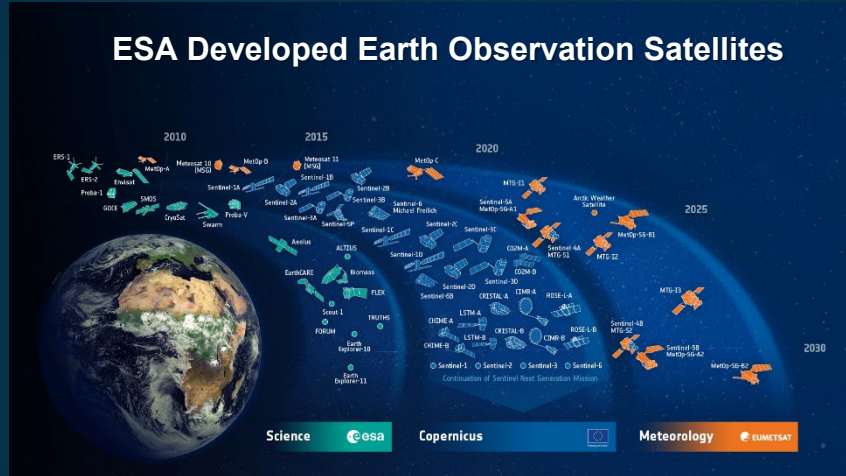 ESA Developed Earth Observation Satellites
2010
2015
2020
2025
2030
ERS-1
ERS-2
Envisat
MetOp-A
Meteosat 10
[MSG]
MetOp-B
Meteosat 11
[MSG]
MetOp-C
Proba-1
GOCE
SMOS
CryoSat
Swarm
Proba-V
Sentinel-1A
Sentinel-1B
Sentinel-2A
Sentinel-2B
Sentinel-3A
Sentinel-3B
Sentinel-5P
Sentinel-6
Michael Freilich
MTG-I1
Arctic Weather
Satellite
Sentinel-5A
MetOp-SG-A1
MetOp-SG-B1
Sentinel-4A
MTG-S1
MTG-I2
Aeolus
ALTIUS
EarthCARE
Biomass
FLEX
Scout-1
FORUM
TRUTHS
Earth
Explorer-10
Earth
Explorer-11
Sentinel-1C
Sentinel-2C
Sentinel-3C
Sentinel-1D
Sentinel-2D
Sentinel-3D
Sentinel-6B
CO2M-A
CO2M-B
CRISTAL-A
CIMR-A
ROSE-L-A
CHIME-A
LSTM-A
CRISTAL-B
CIMR-B
ROSE-L-B
CHIME-B
LSTM-B
Sentinel-1
Sentinel-2
Sentinel-3
Sentinel-6
Continuation of Sentinel Next Generation Mission
MTG-I3
Sentinel-4B
MTG-S2
Sentinel-5B
MetOp-SG-A2
MetOp-SG-B2
Science
esa
Copernicus
Meteorology
EUMETSAT